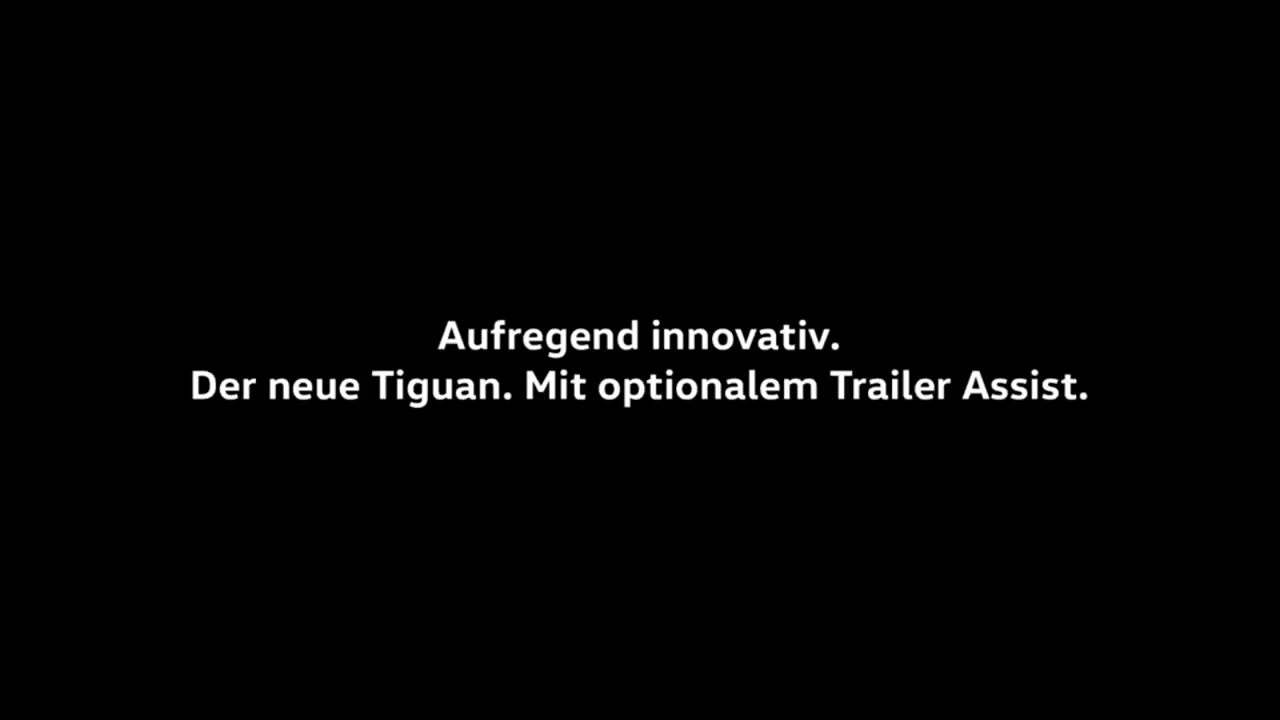 Aufregend innovativ.
Der neue Tiguan. Mit optionalem Trailer Assist.